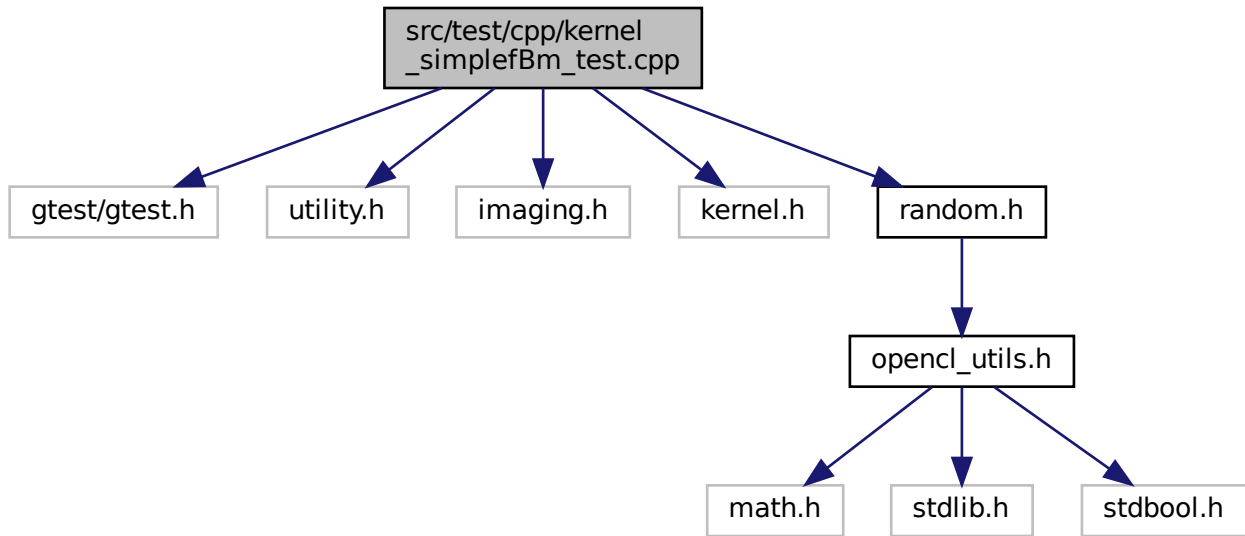 src/test/cpp/kernel
_simplefBm_test.cpp
gtest/gtest.h
utility.h
imaging.h
kernel.h
random.h
opencl_utils.h
math.h
stdlib.h
stdbool.h